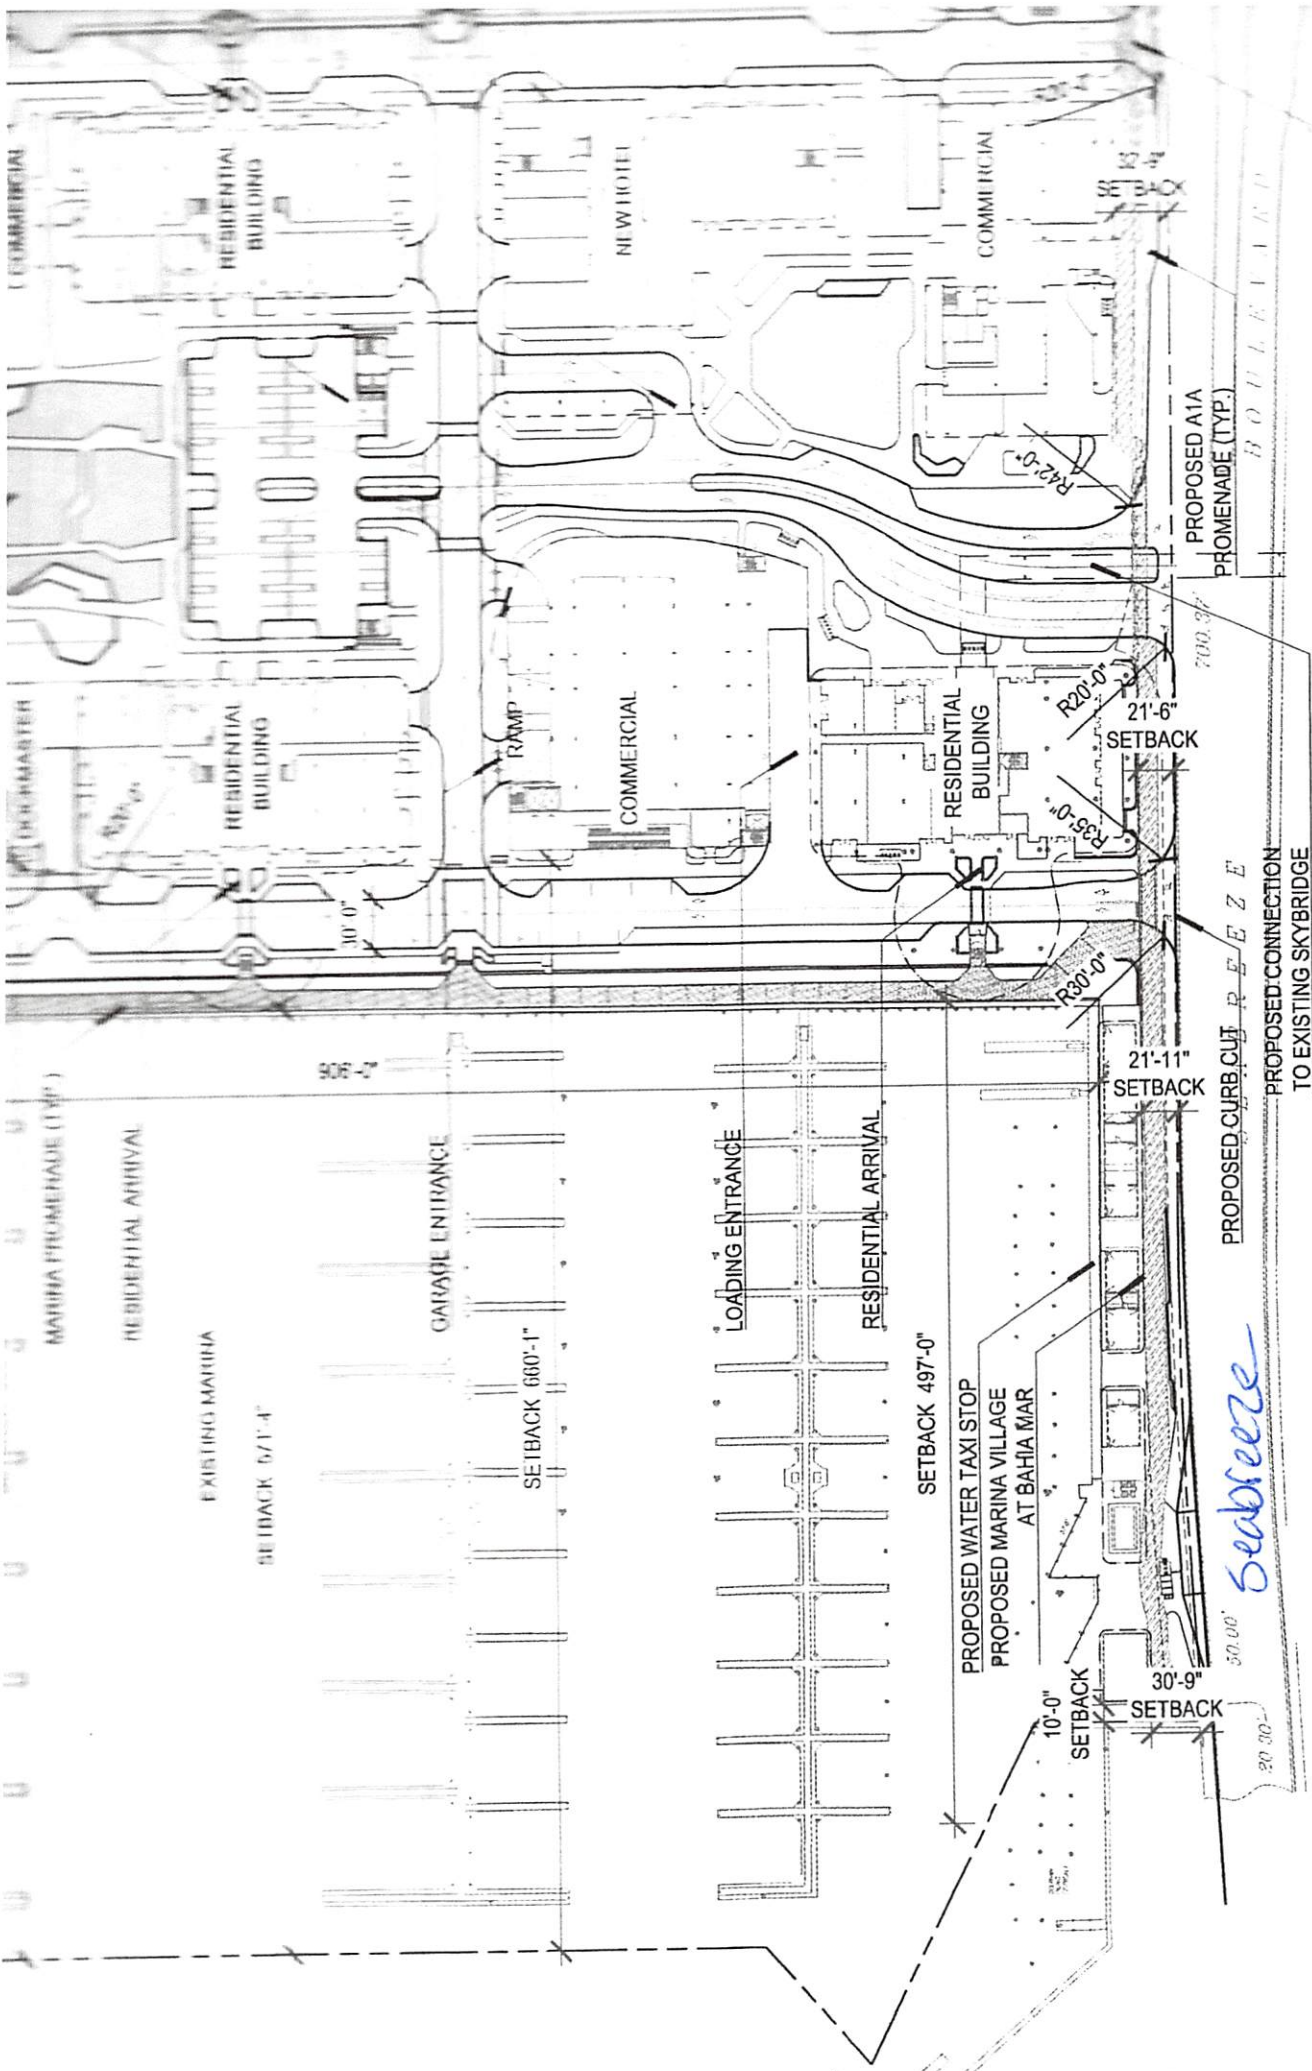 COMMERCIAL
RESIDENTIAL
BUILDING
NEW HOTEL
COMMERCIAL
32'-9"
SETBACK
BOULEVARD
R42'-0"
PROPOSED A1A
PROMENADE (TYP.)
700.37'
DOCKMASTER
RESIDENTIAL
BUILDING
RAMP
COMMERCIAL
RESIDENTIAL
BUILDING
R20'-0"
21'-6"
SETBACK
R35'-0"
30'-0"
R30'-0"
PROPOSED CONNECTION
TO EXISTING SKYBRIDGE
906'-0"
21'-11"
SETBACK
PROPOSED CURB CUT
MARINA PROMENADE (TYP.)
RESIDENTIAL ARRIVAL
EXISTING MARINA
SETBACK 571'-4"
GARAGE ENTRANCE
SETBACK 660'-1"
LOADING ENTRANCE
RESIDENTIAL ARRIVAL
SETBACK 497'-0"
PROPOSED WATER TAXI STOP
PROPOSED MARINA VILLAGE
AT BAHIA MAR
Seabreeze
10'-0"
SETBACK
30'-9"
SETBACK
50.00'